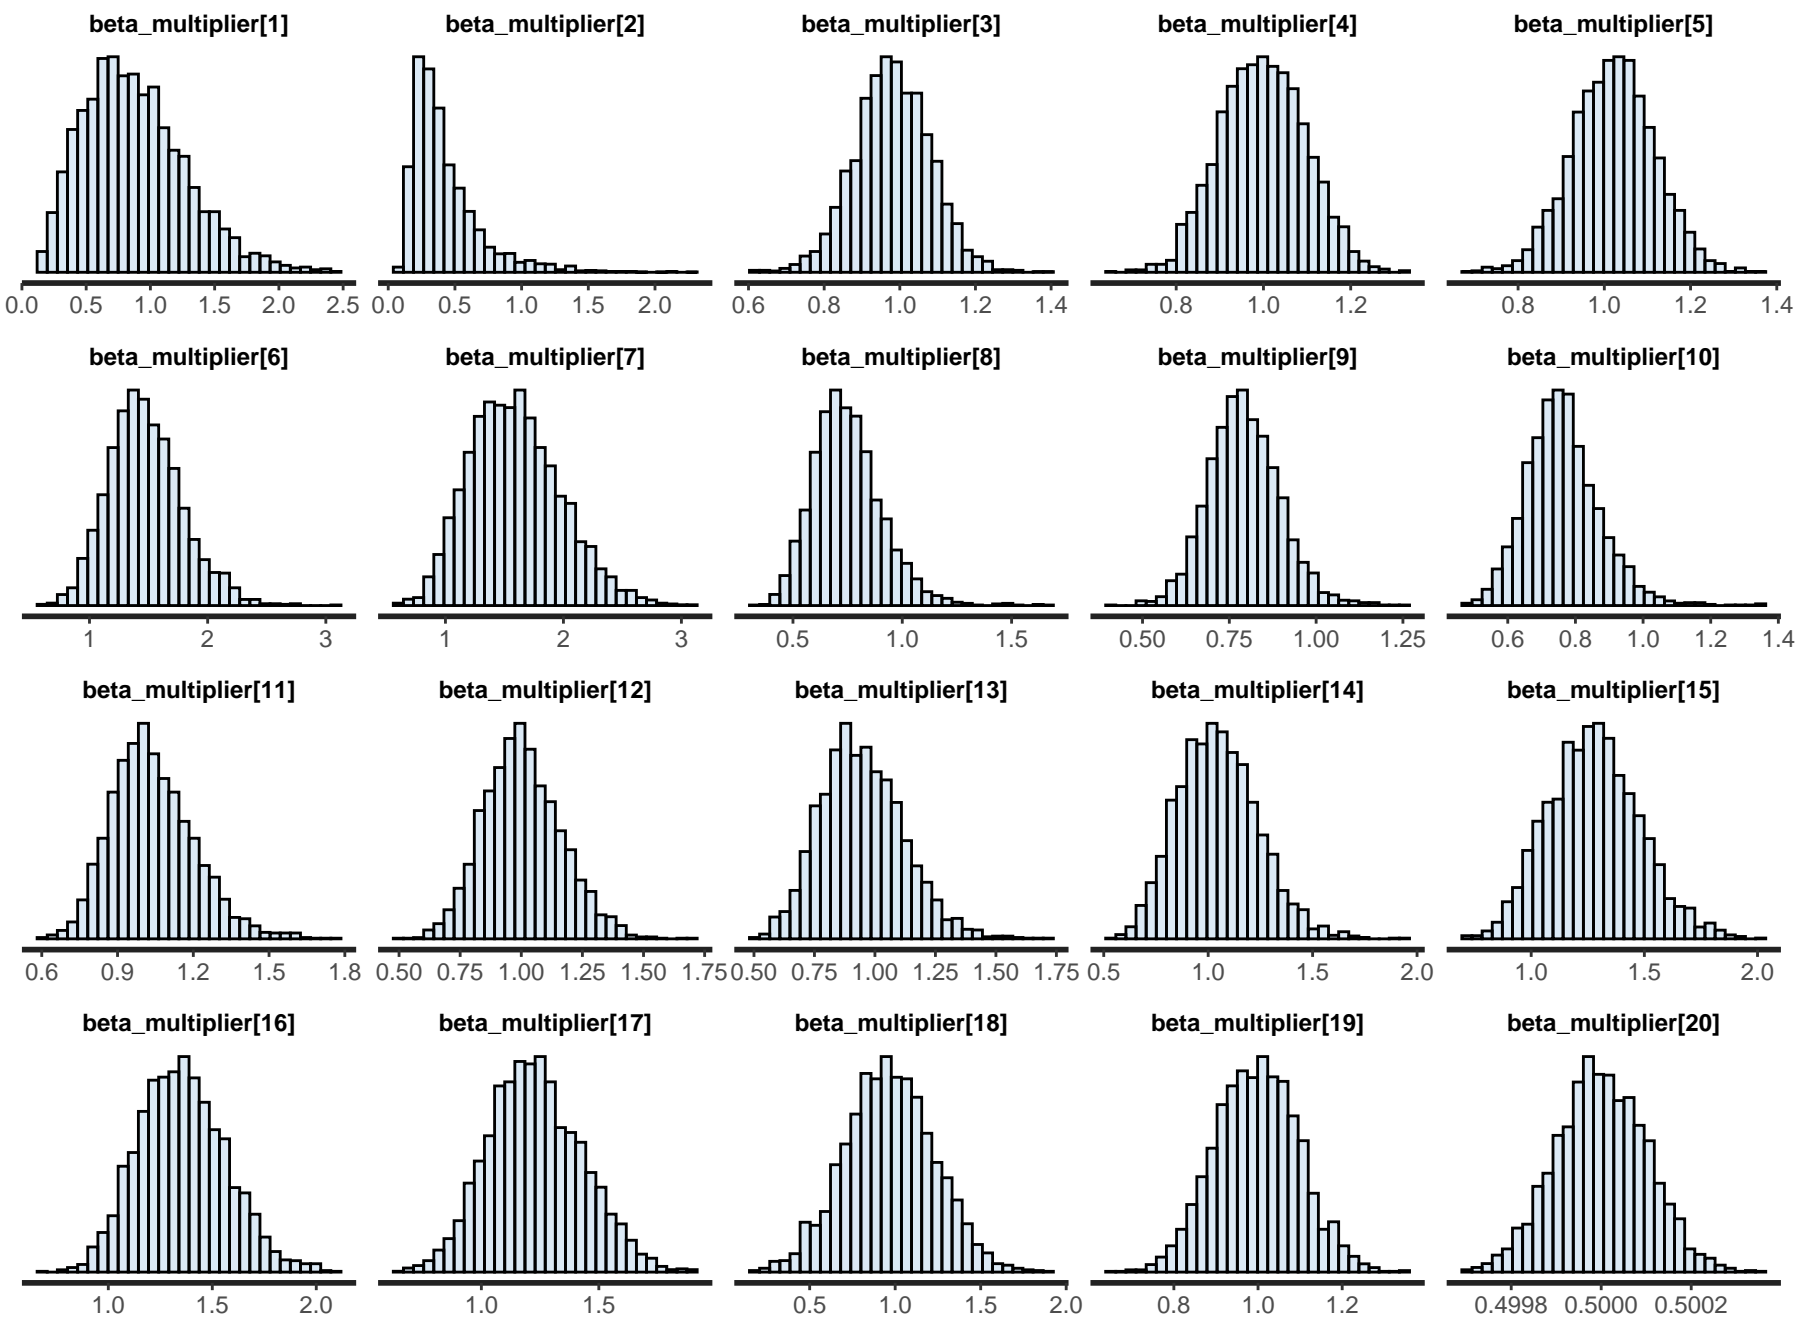 beta_multiplier[1] beta_multiplier[2] beta_multiplier[3] beta_multiplier[4] beta_multiplier[5]
0.0 0.5 1.0 1.5 2.0 2.5 0.0 0.5 1.0 1.5 2.0 0.6 0.8 1.0 1.2 1.4 0.8 1.0 1.2 0.8 1.0 1.2 1.4
beta_multiplier[6] beta_multiplier[7] beta_multiplier[8] beta_multiplier[9] beta_multiplier[10]
1 2 3 1 2 3 0.5 1.0 1.5 0.50 0.75 1.00 1.25 0.6 0.8 1.0 1.2 1.4
beta_multiplier[11] beta_multiplier[12] beta_multiplier[13] beta_multiplier[14] beta_multiplier[15]
0.6 0.9 1.2 1.5 1.8 0.50 0.75 1.00 1.25 1.50 1.75 0.50 0.75 1.00 1.25 1.50 1.75 0.5 1.0 1.5 2.0 1.0 1.5 2.0
beta_multiplier[16] beta_multiplier[17] beta_multiplier[18] beta_multiplier[19] beta_multiplier[20]
1.0 1.5 2.0 1.0 1.5 0.5 1.0 1.5 2.0 0.8 1.0 1.2 0.4998 0.5000 0.5002